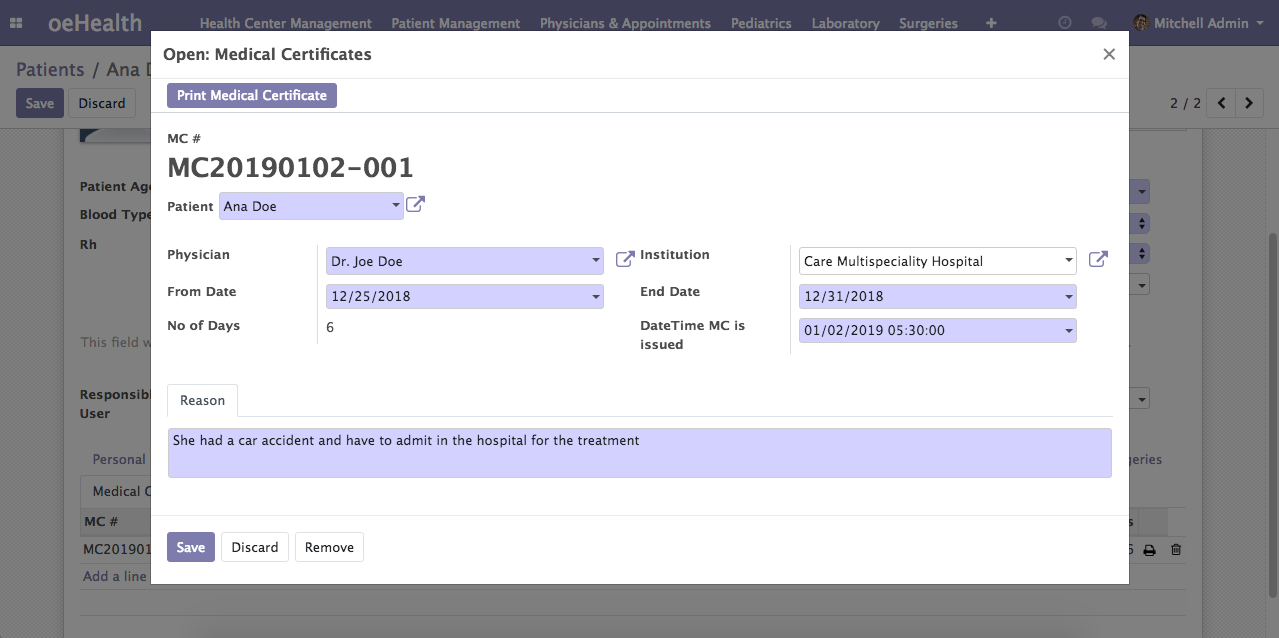 oeHealth Health Center Management Patient Management Physicians & Appointments Pediatrics Laboratory Surgeries + Mitchell Admin
Patients / Ana
Save Discard
2 / 2
Open: Medical Certificates ×
Print Medical Certificate
MC #
MC20190102-001
Patient Ana Doe
Physician Dr. Joe Doe Institution Care Multispeciality Hospital
From Date 12/25/2018 End Date 12/31/2018
No of Days 6 DateTime MC is issued 01/02/2019 05:30:00
Reason
She had a car accident and have to admit in the hospital for the treatment
Save Discard Remove
Patient
Blood Type
Rh
This field
User
Personal
Medical
MC #
MC201901
Add a line